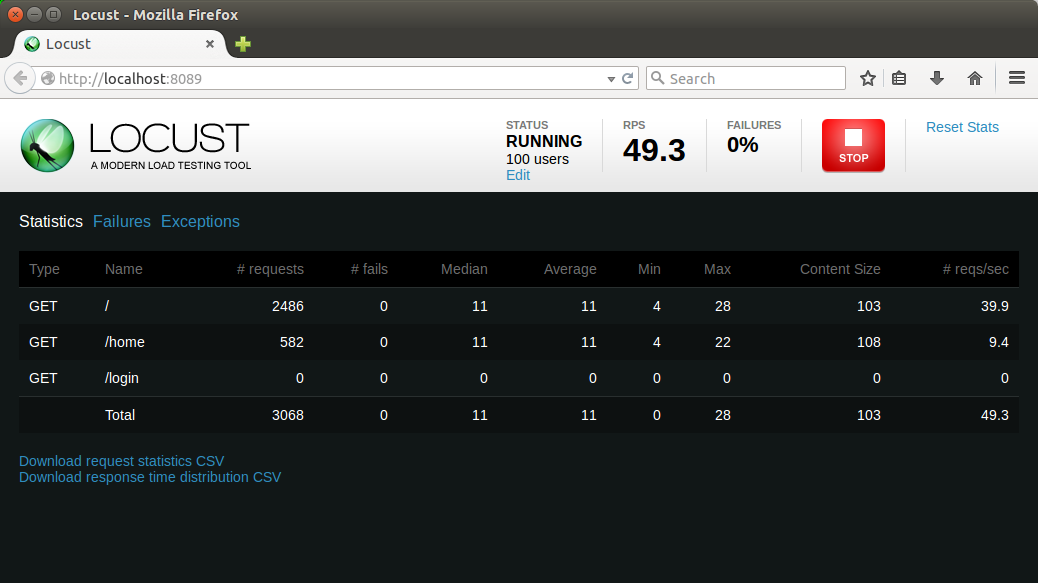 Locust - Mozilla Firefox
Locust
http://localhost:8089
Search
LOCUST
A MODERN LOAD TESTING TOOL
STATUS
RUNNING
100 users
Edit
RPS
49.3
FAILURES
0%
STOP
Reset Stats
Statistics Failures Exceptions
Type Name # requests # fails Median Average Min Max Content Size # reqs/sec
GET / 2486 0 11 11 4 28 103 39.9
GET /home 582 0 11 11 4 22 108 9.4
GET /login 0 0 0 0 0 0 0 0
Total 3068 0 11 11 0 28 103 49.3
Download request statistics CSV
Download response time distribution CSV